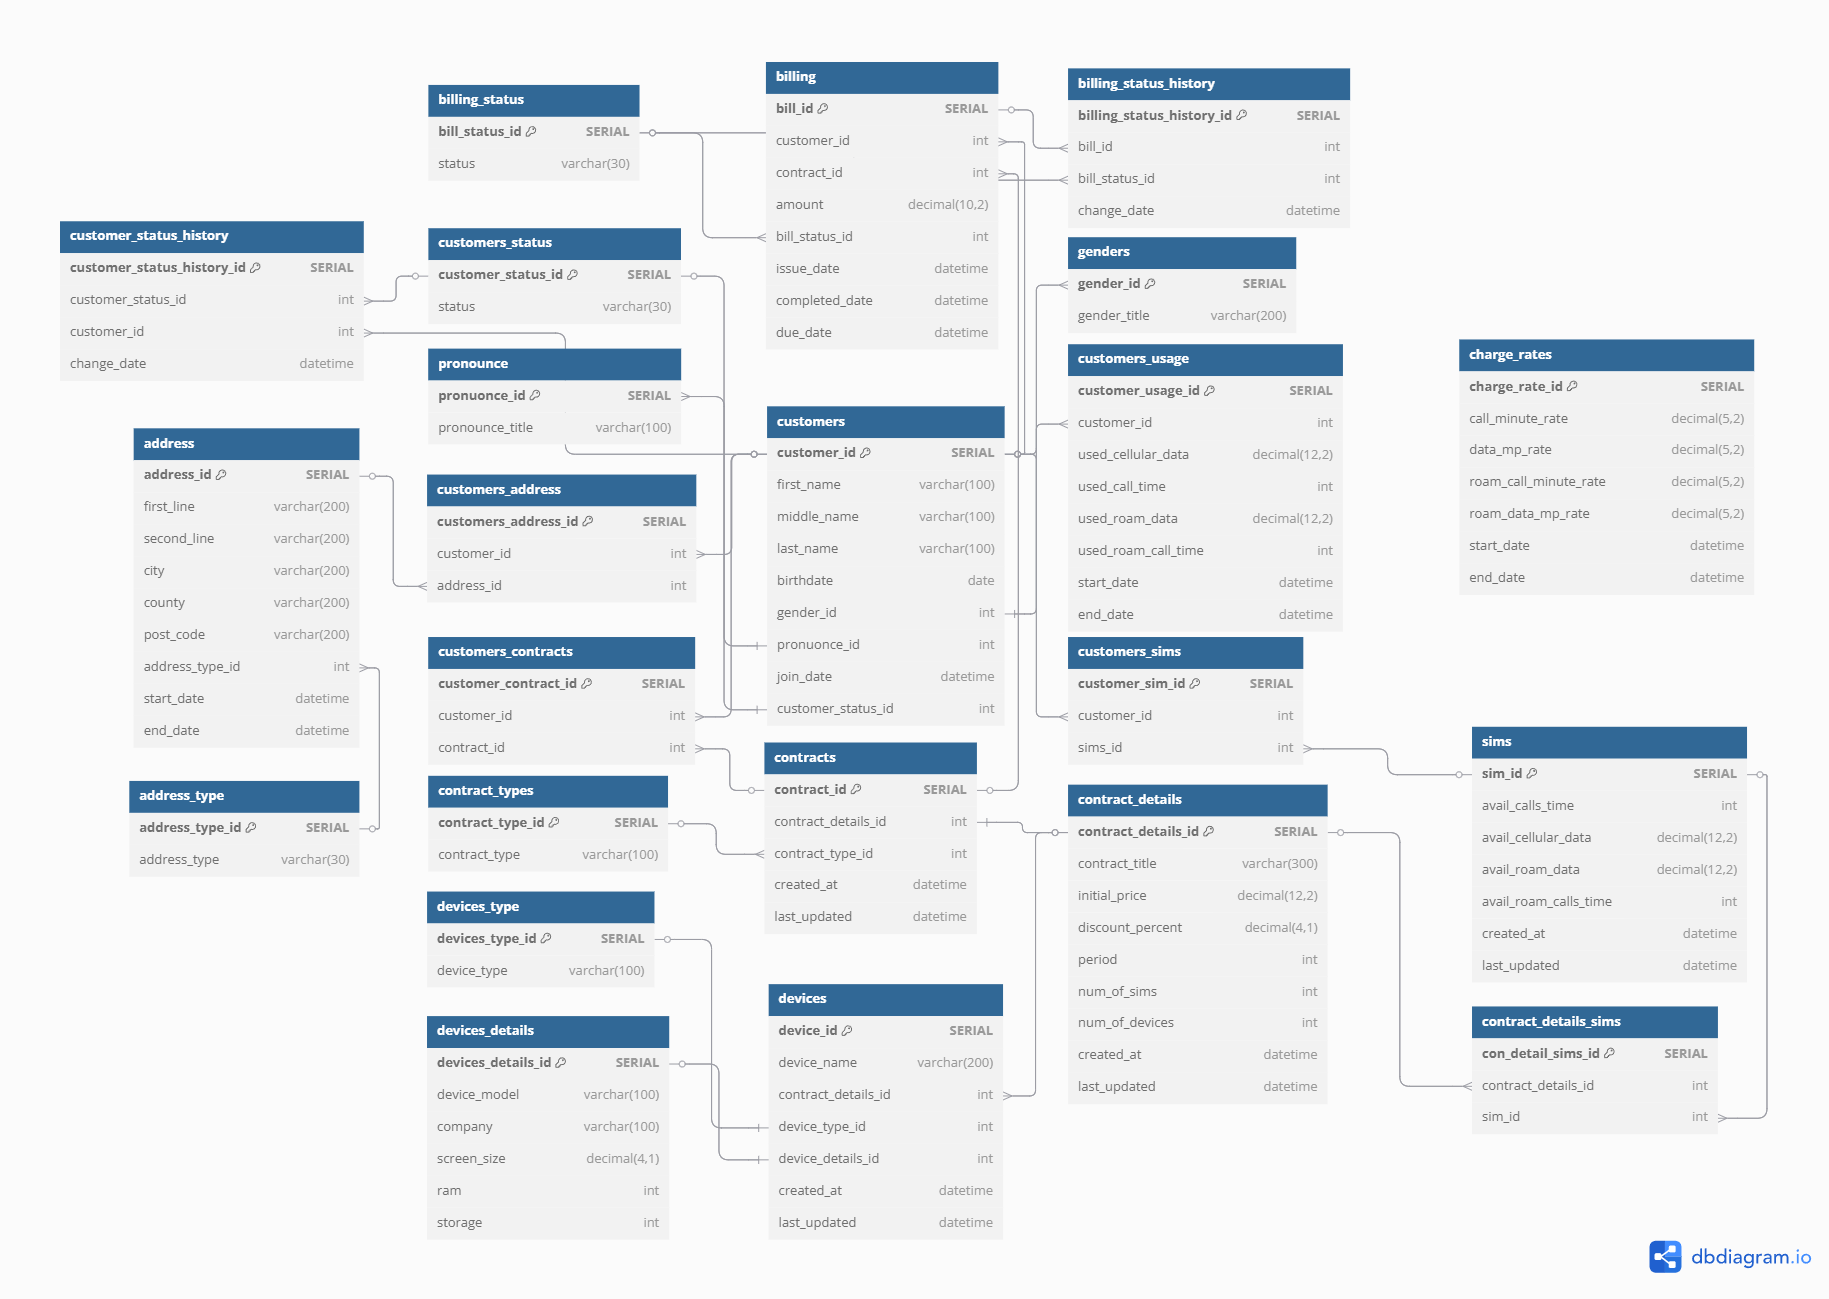 billing_status
bill_status_id SERIAL
status varchar(30)
billing
bill_id SERIAL
customer_id int
contract_id int
amount decimal(10,2)
bill_status_id int
issue_date datetime
completed_date datetime
due_date datetime
billing_status_history
billing_status_history_id SERIAL
bill_id int
bill_status_id int
change_date datetime
customer_status_history
customer_status_history_id SERIAL
customer_status_id int
customer_id int
change_date datetime
customers_status
customer_status_id SERIAL
status varchar(30)
genders
gender_id SERIAL
gender_title varchar(200)
pronounce
pronuonce_id SERIAL
pronounce_title varchar(100)
customers_usage
customer_usage_id SERIAL
customer_id int
used_cellular_data decimal(12,2)
used_call_time int
used_roam_data decimal(12,2)
used_roam_call_time int
start_date datetime
end_date datetime
charge_rates
charge_rate_id SERIAL
call_minute_rate decimal(5,2)
data_mp_rate decimal(5,2)
roam_call_minute_rate decimal(5,2)
roam_data_mp_rate decimal(5,2)
start_date datetime
end_date datetime
address
address_id SERIAL
first_line varchar(200)
second_line varchar(200)
city varchar(200)
county varchar(200)
post_code varchar(200)
address_type_id int
start_date datetime
end_date datetime
customers_address
customers_address_id SERIAL
customer_id int
address_id int
customers
customer_id SERIAL
first_name varchar(100)
middle_name varchar(100)
last_name varchar(100)
birthdate date
gender_id int
pronuonce_id int
join_date datetime
customer_status_id int
customers_contracts
customer_contract_id SERIAL
customer_id int
contract_id int
customers_sims
customer_sim_id SERIAL
customer_id int
sims_id int
address_type
address_type_id SERIAL
address_type varchar(30)
contract_types
contract_type_id SERIAL
contract_type varchar(100)
contracts
contract_id SERIAL
contract_details_id int
contract_type_id int
created_at datetime
last_updated datetime
contract_details
contract_details_id SERIAL
contract_title varchar(300)
initial_price decimal(12,2)
discount_percent decimal(4,1)
period int
num_of_sims int
num_of_devices int
created_at datetime
last_updated datetime
sims
sim_id SERIAL
avail_calls_time int
avail_cellular_data decimal(12,2)
avail_roam_data decimal(12,2)
avail_roam_calls_time int
created_at datetime
last_updated datetime
devices_type
devices_type_id SERIAL
device_type varchar(100)
devices_details
devices_details_id SERIAL
device_model varchar(100)
company varchar(100)
screen_size decimal(4,1)
ram int
storage int
devices
device_id SERIAL
device_name varchar(200)
contract_details_id int
device_type_id int
device_details_id int
created_at datetime
last_updated datetime
contract_details_sims
con_detail_sims_id SERIAL
contract_details_id int
sim_id int
dbdiagram.io